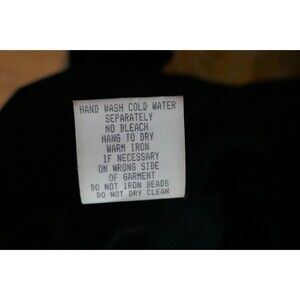 HAND WASH COLD WATER
SEPARATELY
NO BLEACH
HANG TO DRY
WARM IRON
IF NECESSARY
ON WRONG SIDE
OF GARMENT
DO NOT IRON BEADS
DO NOT DRY CLEAN